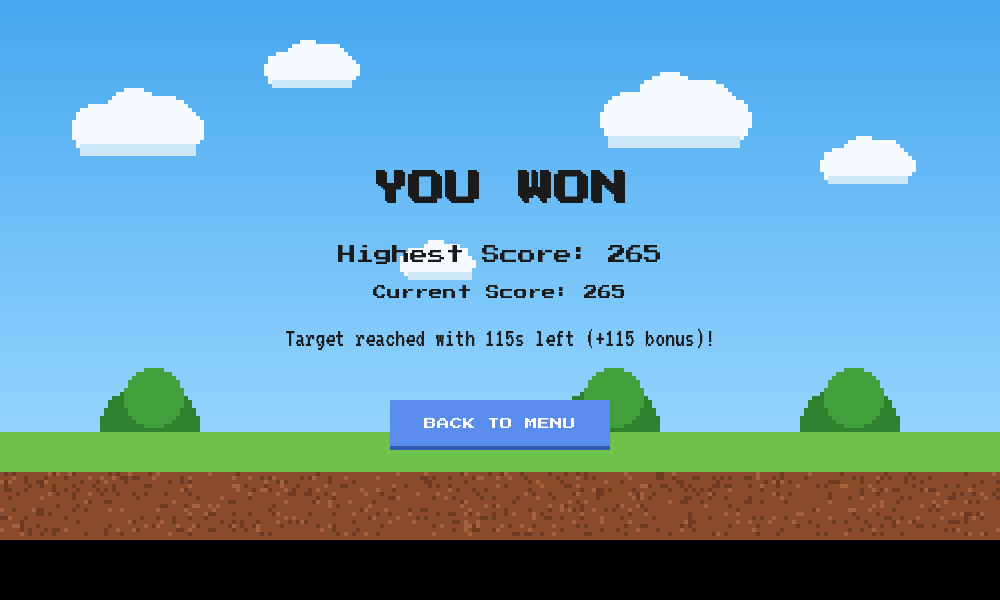 YOU WON
Highest Score: 265
Current Score: 265
Target reached with 115s left (+115 bonus)!
BACK TO MENU